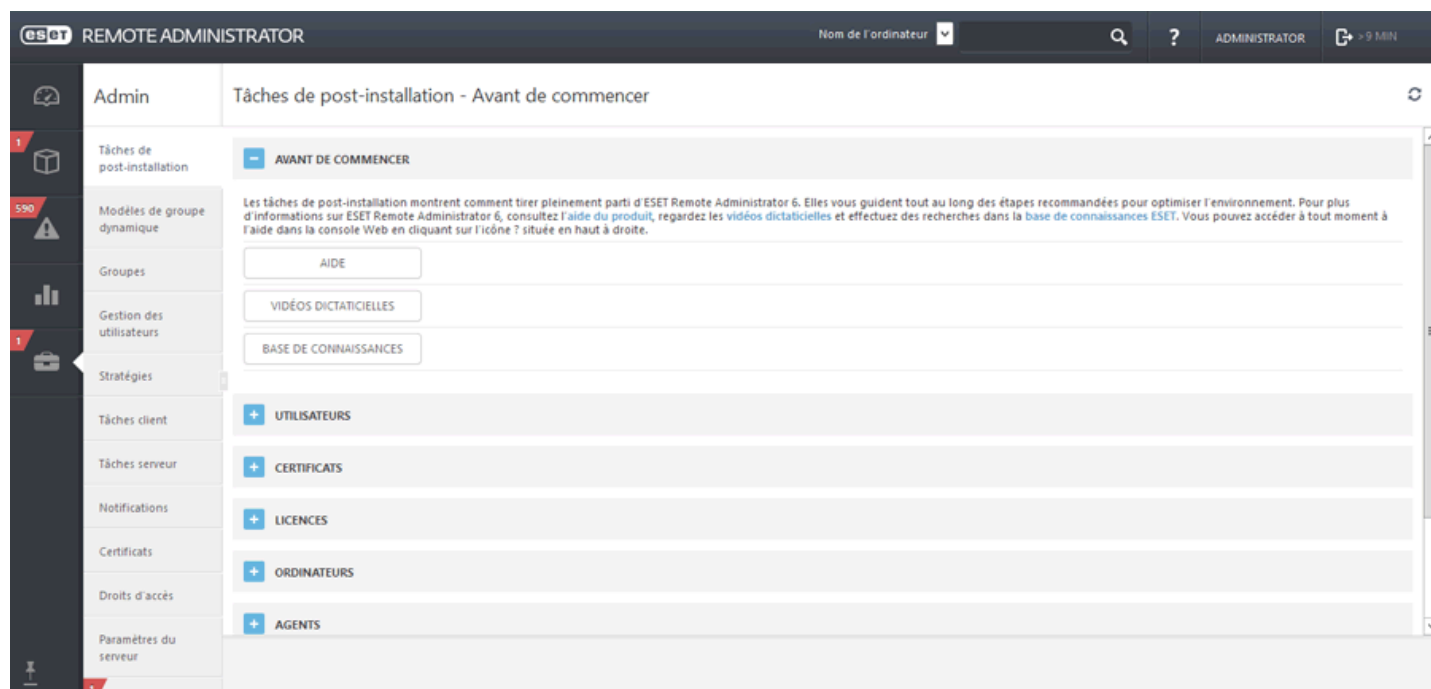 eset REMOTE ADMINISTRATOR
Nom de l'ordinateur
?
ADMINISTRATOR
>9 MIN
Admin
Tâches de post-installation - Avant de commencer
1
590
1
Tâches de
post-installation
Modèles de groupe
dynamique
Groupes
Gestion des
utilisateurs
Stratégies
Tâches client
Tâches serveur
Notifications
Certificats
Droits d'accès
Paramètres du
serveur
AVANT DE COMMENCER
Les tâches de post-installation montrent comment tirer pleinement parti d'ESET Remote Administrator 6. Elles vous guident tout au long des étapes recommandées pour optimiser l'environnement. Pour plus
d'informations sur ESET Remote Administrator 6, consultez l'aide du produit, regardez les vidéos dictaticielles et effectuez des recherches dans la base de connaissances ESET. Vous pouvez accéder à tout moment à
l'aide dans la console Web en cliquant sur l'icône ? située en haut à droite.
AIDE
VIDÉOS DICTATICIELLES
BASE DE CONNAISSANCES
UTILISATEURS
CERTIFICATS
LICENCES
ORDINATEURS
AGENTS